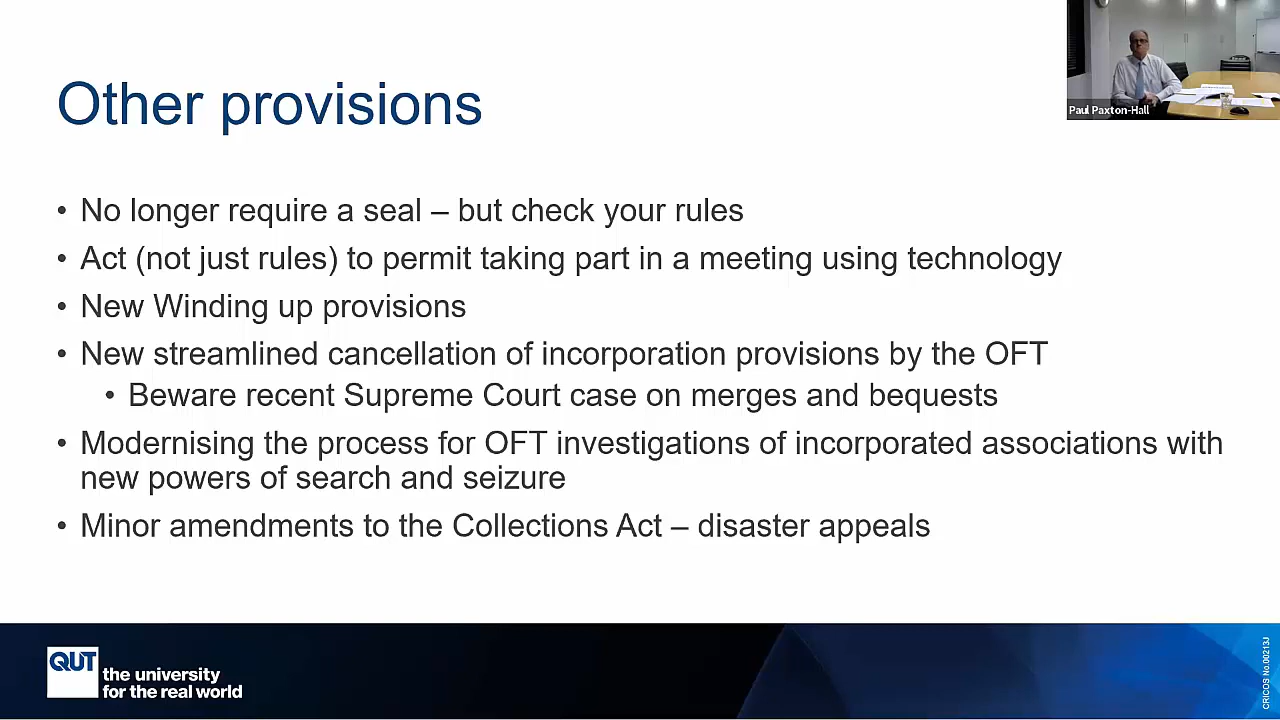 Other provisions
Paul Paxton-Hall
• No longer require a seal – but check your rules
• Act (not just rules) to permit taking part in a meeting using technology
• New Winding up provisions
• New streamlined cancellation of incorporation provisions by the OFT
• Beware recent Supreme Court case on merges and bequests
• Modernising the process for OFT investigations of incorporated associations with
new powers of search and seizure
• Minor amendments to the Collections Act – disaster appeals
QUT
the university
for the real world
CRICOS No.00213J